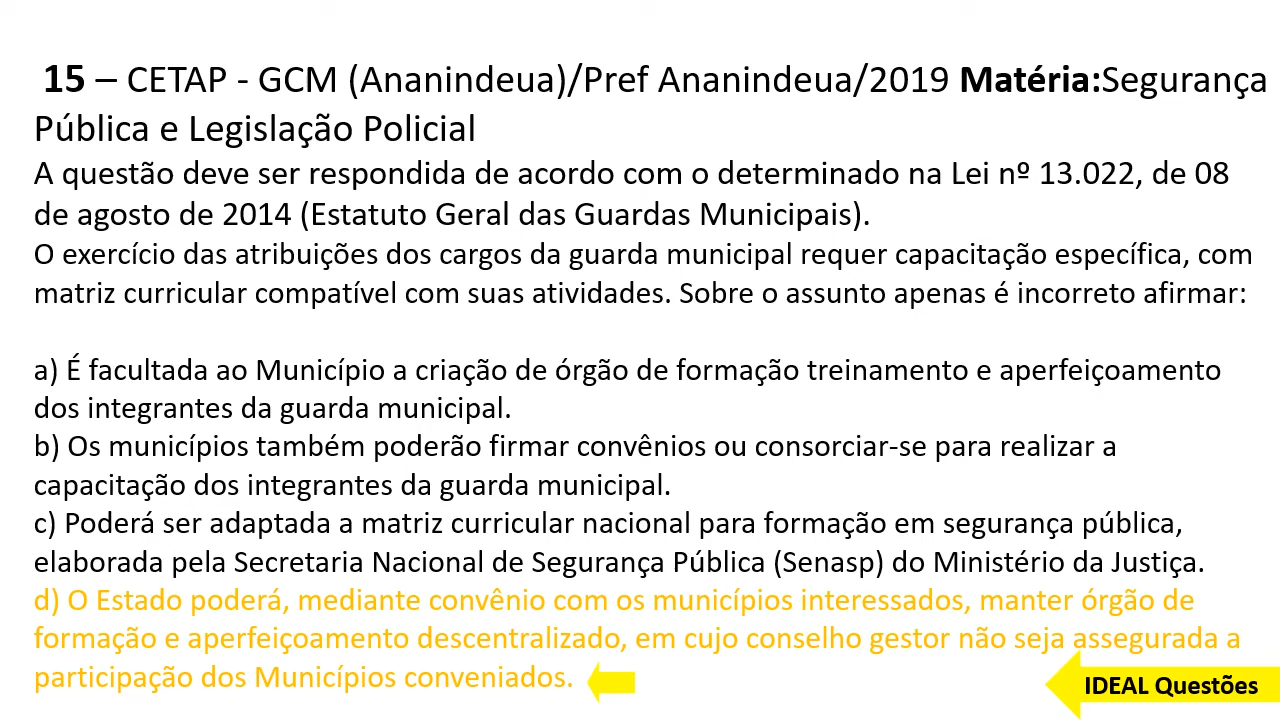 15 – CETAP - GCM (Ananindeua)/Pref Ananindeua/2019 Matéria:Segurança
Pública e Legislação Policial
A questão deve ser respondida de acordo com o determinado na Lei nº 13.022, de 08
de agosto de 2014 (Estatuto Geral das Guardas Municipais).
O exercício das atribuições dos cargos da guarda municipal requer capacitação específica, com
matriz curricular compatível com suas atividades. Sobre o assunto apenas é incorreto afirmar:
a) É facultada ao Município a criação de órgão de formação treinamento e aperfeiçoamento
dos integrantes da guarda municipal.
b) Os municípios também poderão firmar convênios ou consorciar-se para realizar a
capacitação dos integrantes da guarda municipal.
c) Poderá ser adaptada a matriz curricular nacional para formação em segurança pública,
elaborada pela Secretaria Nacional de Segurança Pública (Senasp) do Ministério da Justiça.
d) O Estado poderá, mediante convênio com os municípios interessados, manter órgão de
formação e aperfeiçoamento descentralizado, em cujo conselho gestor não seja assegurada a
participação dos Municípios conveniados.
IDEAL Questões